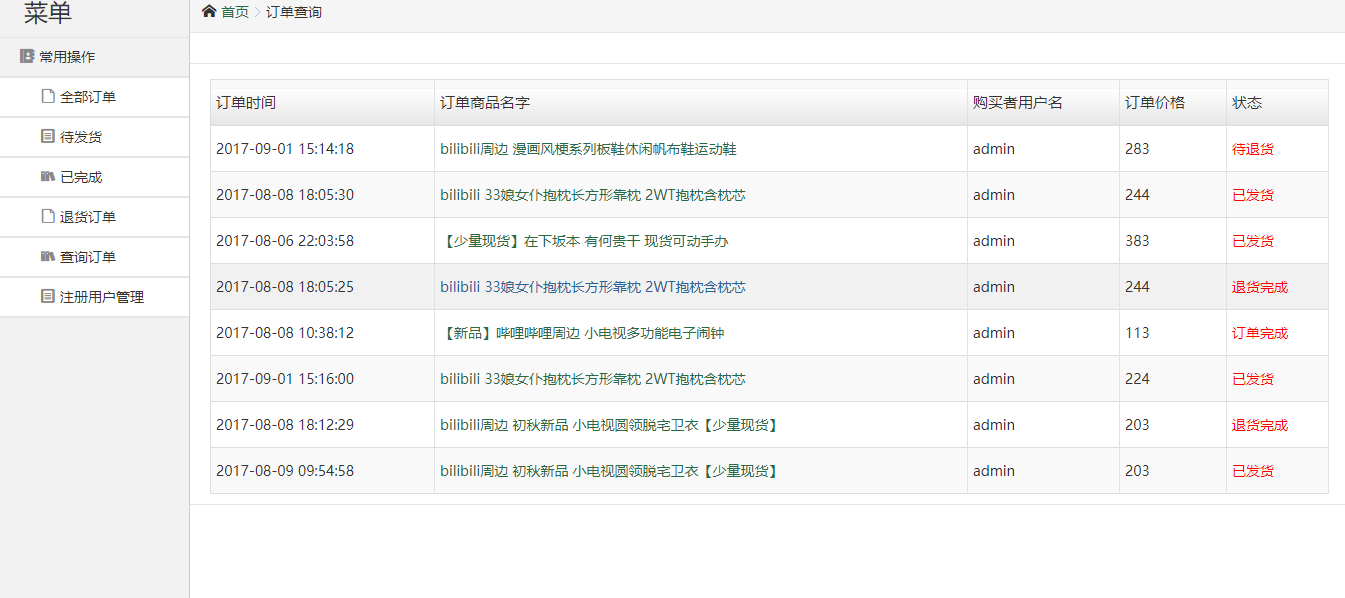 菜单
首页 订单查询
常用操作
全部订单
待发货
已完成
退货订单
查询订单
注册用户管理
订单时间 订单商品名字 购买者用户名 订单价格 状态
2017-09-01 15:14:18 bilibili周边 漫画风梗系列板鞋休闲帆布鞋运动鞋 admin 283 待退货
2017-08-08 18:05:30 bilibili 33娘女仆抱枕长方形靠枕 2WT抱枕含枕芯 admin 244 已发货
2017-08-06 22:03:58 【少量现货】在下坂本 有何贵干 现货可动手办 admin 383 已发货
2017-08-08 18:05:25 bilibili 33娘女仆抱枕长方形靠枕 2WT抱枕含枕芯 admin 244 退货完成
2017-08-08 10:38:12 【新品】哔哩哔哩周边 小电视多功能电子闹钟 admin 113 订单完成
2017-09-01 15:16:00 bilibili 33娘女仆抱枕长方形靠枕 2WT抱枕含枕芯 admin 224 已发货
2017-08-08 18:12:29 bilibili周边 初秋新品 小电视圆领脱宅卫衣【少量现货】 admin 203 退货完成
2017-08-09 09:54:58 bilibili周边 初秋新品 小电视圆领脱宅卫衣【少量现货】 admin 203 已发货